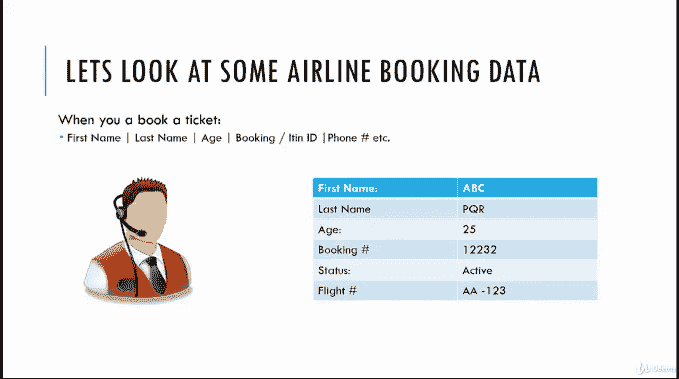 LETS LOOK AT SOME AIRLINE BOOKING DATA
When you a book a ticket:
First Name | Last Name | Age | Booking / Itin ID |Phone # etc.
First Name: ABC
Last Name PQR
Age: 25
Booking # 12232
Status: Active
Flight # AA -123
Udemy